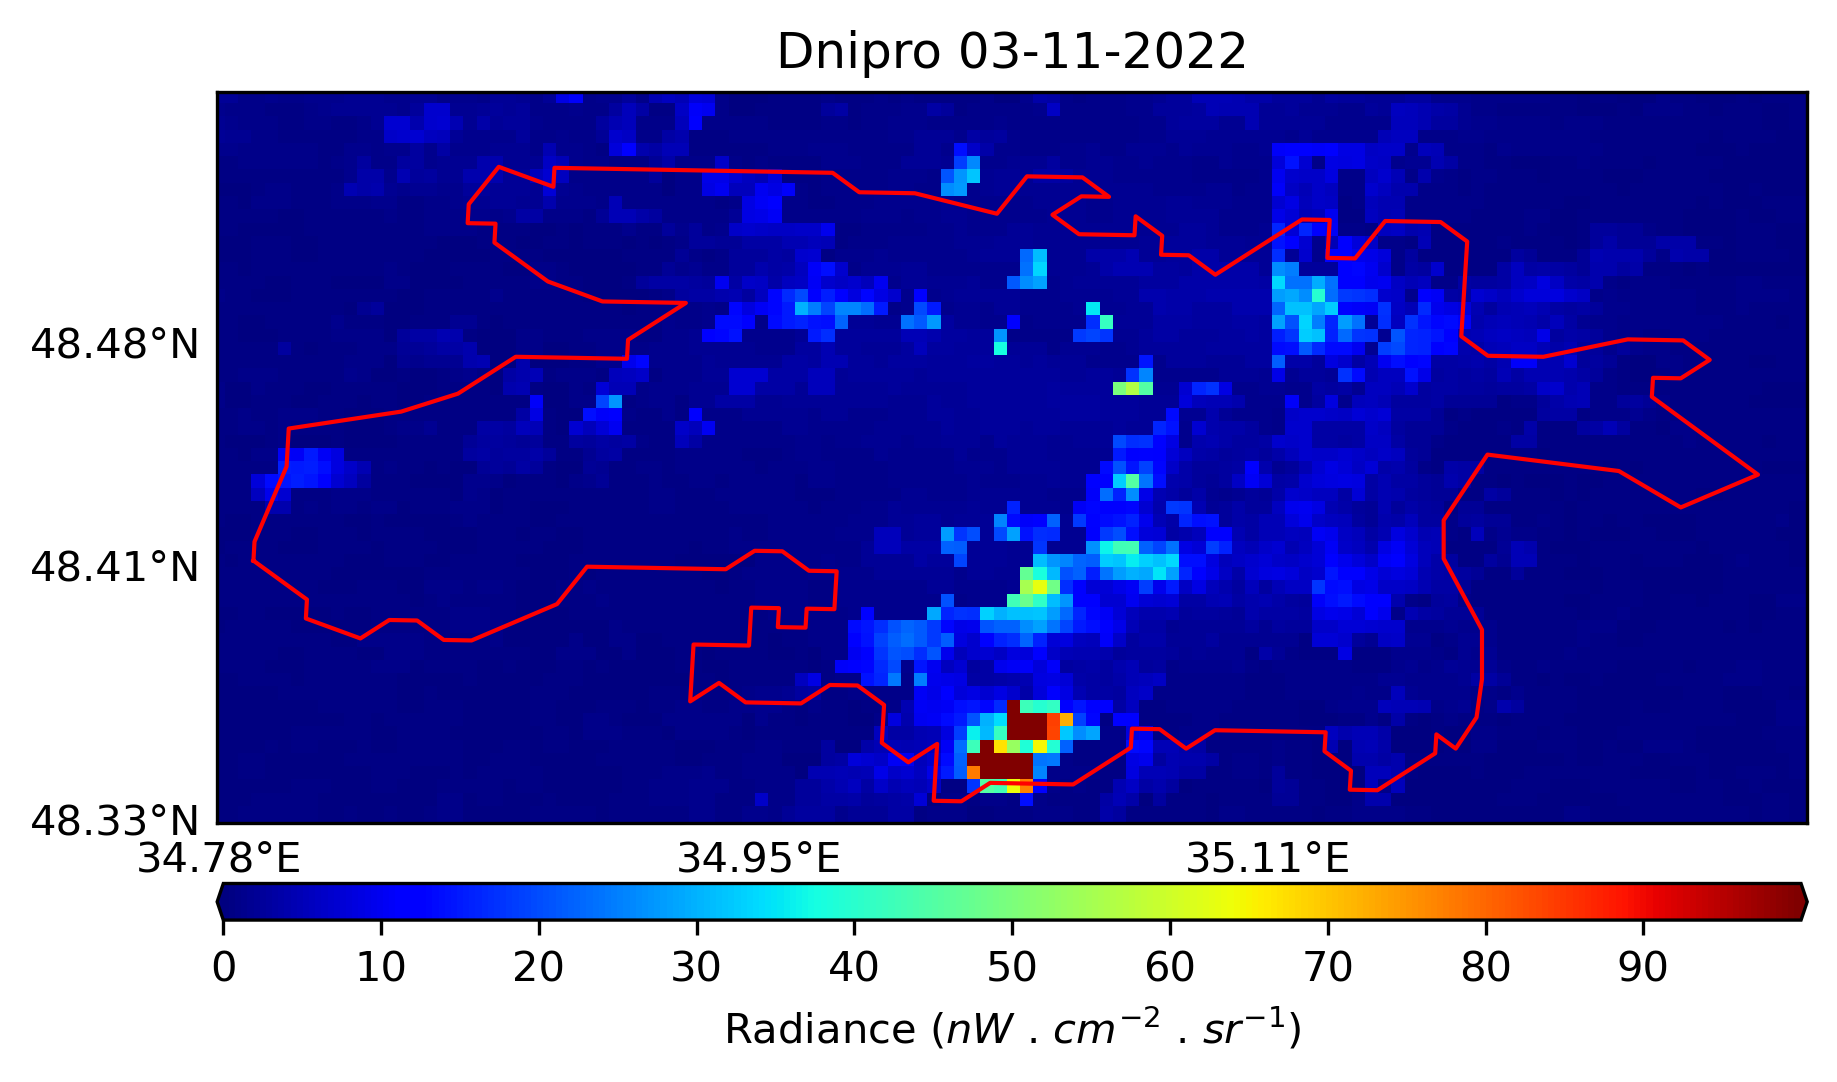 Dnipro 03-11-2022
48.48°N
48.41°N
48.33°N
34.78°E 34.95°E 35.11°E
0 10 20 30 40 50 60 70 80 90
Radiance (nW . cm⁻² . sr⁻¹)